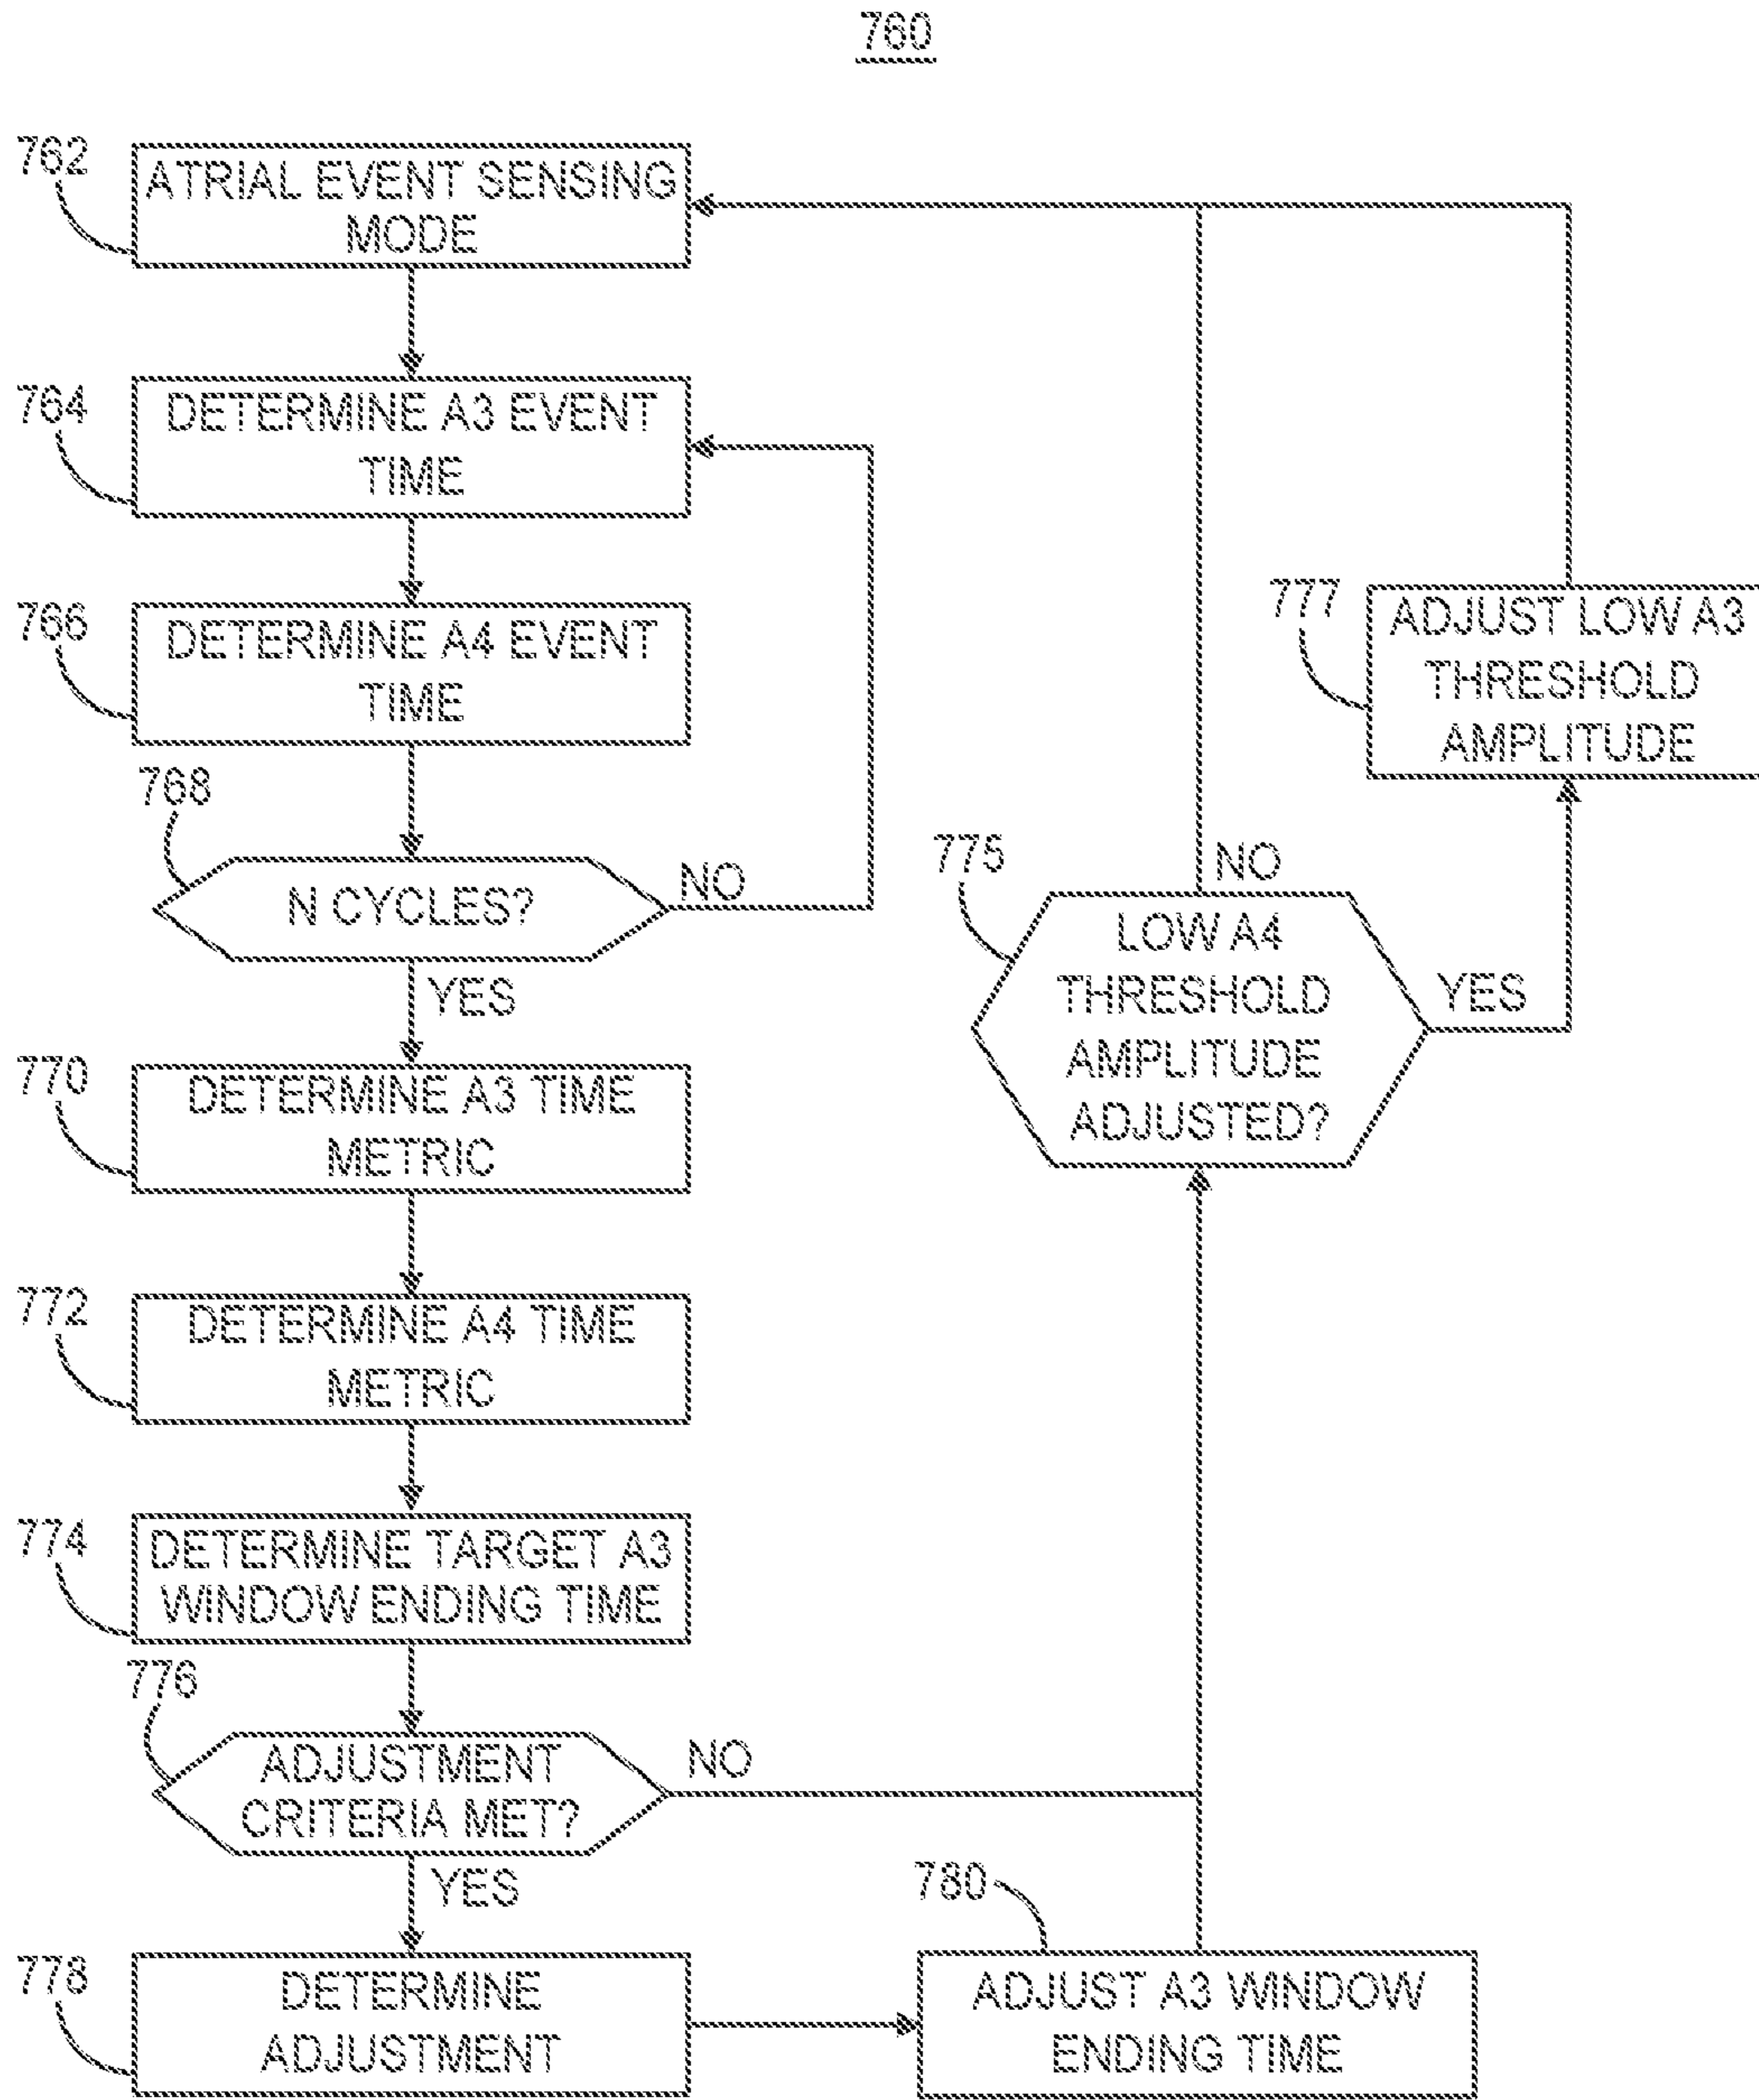 760
762
ATRIAL EVENT SENSING
MODE
764
DETERMINE A3 EVENT
TIME
766
DETERMINE A4 EVENT
TIME
768
N CYCLES?
NO
YES
770
DETERMINE A3 TIME
METRIC
772
DETERMINE A4 TIME
METRIC
774
DETERMINE TARGET A3
WINDOW ENDING TIME
776
ADJUSTMENT
CRITERIA MET?
NO
YES
778
DETERMINE
ADJUSTMENT
780
ADJUST A3 WINDOW
ENDING TIME
775
LOW A4
THRESHOLD
AMPLITUDE
ADJUSTED?
NO
YES
777
ADJUST LOW A3
THRESHOLD
AMPLITUDE